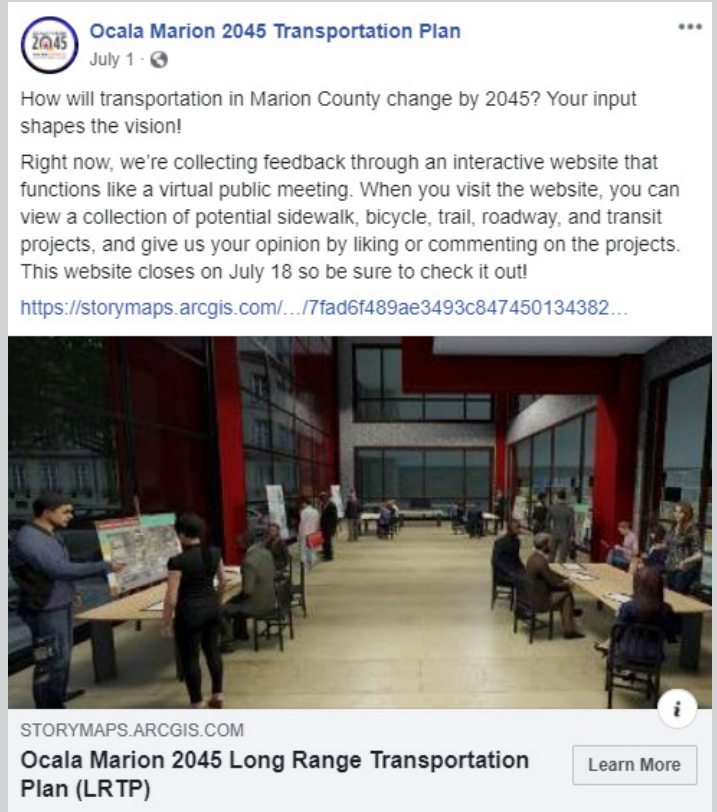 2045
Ocala Marion 2045 Transportation Plan
July 1 ·
How will transportation in Marion County change by 2045? Your input
shapes the vision!
Right now, we're collecting feedback through an interactive website that
functions like a virtual public meeting. When you visit the website, you can
view a collection of potential sidewalk, bicycle, trail, roadway, and transit
projects, and give us your opinion by liking or commenting on the projects.
This website closes on July 18 so be sure to check it out!
https://storymaps.arcgis.com/…/7fad6f489ae3493c847450134382…
STORYMAPS.ARCGIS.COM
Ocala Marion 2045 Long Range Transportation
Plan (LRTP)
Learn More